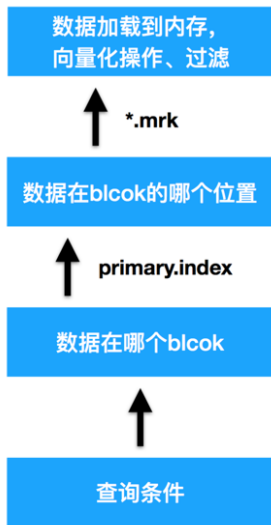 数据加载到内存，
向量化操作、过滤
*.mrk
数据在blcok的哪个位置
primary.index
数据在哪个blcok
查询条件